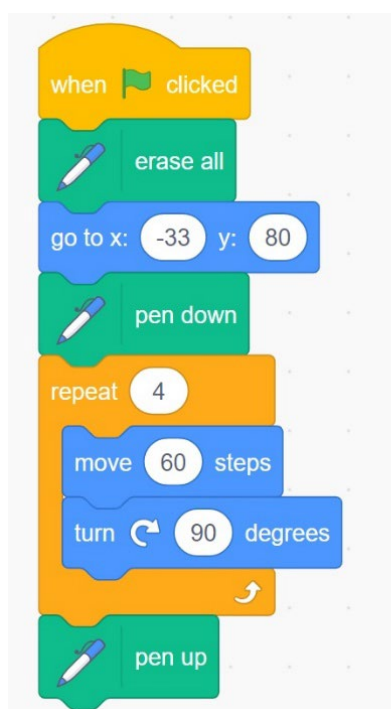 when clicked
erase all
go to x: -33 y: 80
pen down
repeat 4
move 60 steps
turn 90 degrees
pen up